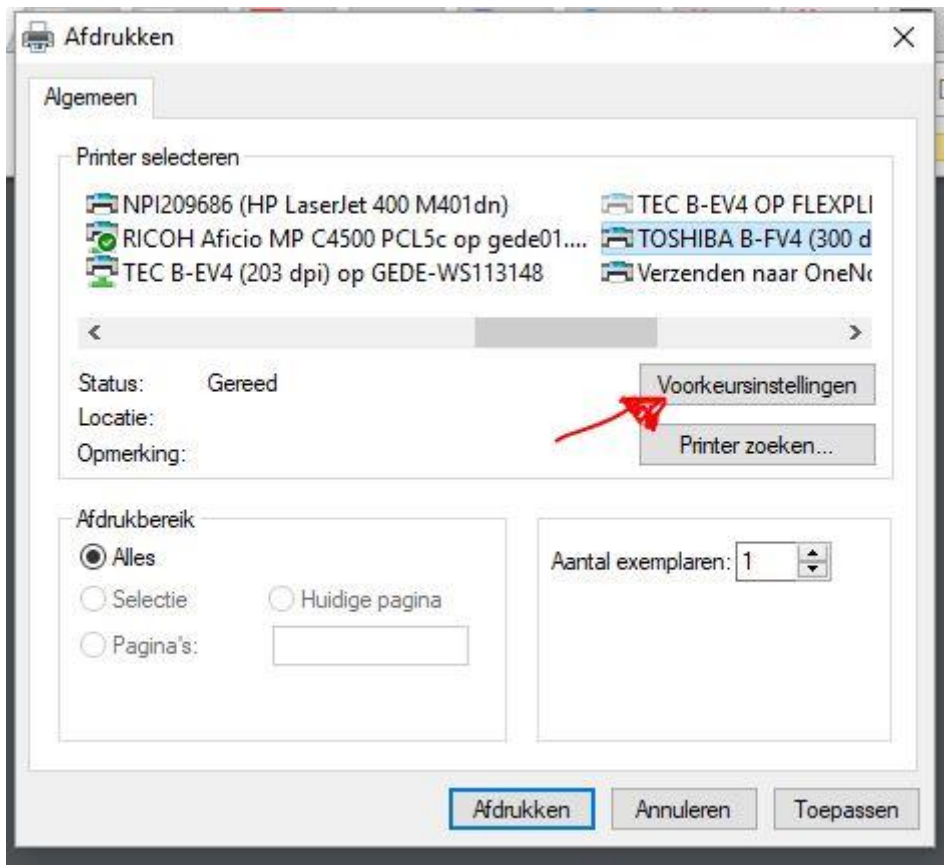 Afdrukken
Algemeen
Printer selecteren
NPI209686 (HP LaserJet 400 M401dn)
RICOH Aficio MP C4500 PCL5c op gede01....
TEC B-EV4 (203 dpi) op GEDE-WS113148
TEC B-EV4 OP FLEXPLI
TOSHIBA B-FV4 (300 d
Verzenden naar OneNo
Status: Gereed
Locatie:
Opmerking:
Voorkeursinstellingen
Printer zoeken...
Afdrukbereik
Alles
Selectie Huidige pagina
Pagina's:
Aantal exemplaren: 1
Afdrukken Annuleren Toepassen